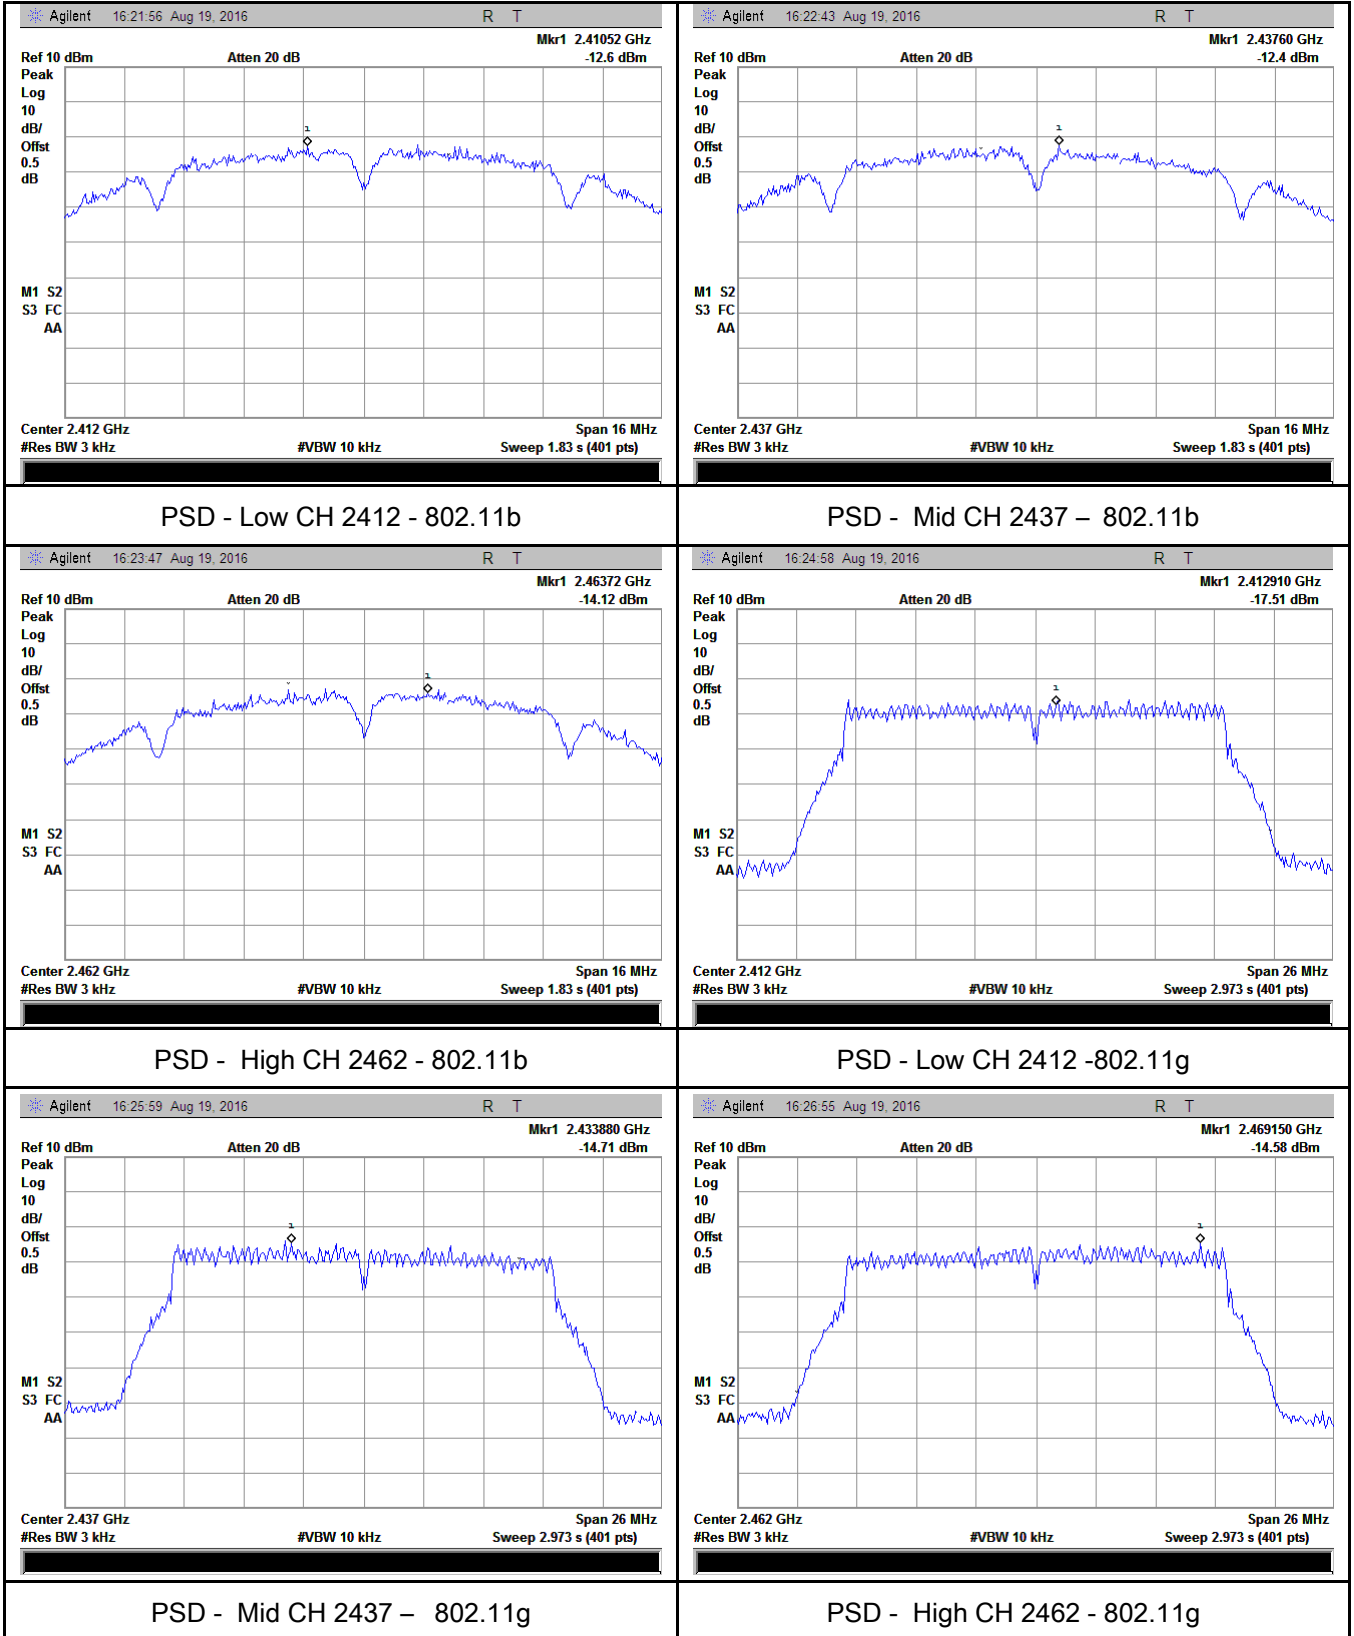 Agilent 16:21:56 Aug 19, 2016 R T
Mkr1 2.41052 GHz
Ref 10 dBm Atten 20 dB -12.6 dBm
Peak
Log
10
dB/
Offst
0.5
dB
1
M1 S2
S3 FC
AA
Center 2.412 GHz Span 16 MHz
#Res BW 3 kHz #VBW 10 kHz Sweep 1.83 s (401 pts)
PSD - Low CH 2412 - 802.11b
Agilent 16:22:43 Aug 19, 2016 R T
Mkr1 2.43760 GHz
Ref 10 dBm Atten 20 dB -12.4 dBm
Peak
Log
10
dB/
Offst
0.5
dB
1
M1 S2
S3 FC
AA
Center 2.437 GHz Span 16 MHz
#Res BW 3 kHz #VBW 10 kHz Sweep 1.83 s (401 pts)
PSD - Mid CH 2437 – 802.11b
Agilent 16:23:47 Aug 19, 2016 R T
Mkr1 2.46372 GHz
Ref 10 dBm Atten 20 dB -14.12 dBm
Peak
Log
10
dB/
Offst
0.5
dB
1
M1 S2
S3 FC
AA
Center 2.462 GHz Span 16 MHz
#Res BW 3 kHz #VBW 10 kHz Sweep 1.83 s (401 pts)
PSD - High CH 2462 - 802.11b
Agilent 16:24:58 Aug 19, 2016 R T
Mkr1 2.412910 GHz
Ref 10 dBm Atten 20 dB -17.51 dBm
Peak
Log
10
dB/
Offst
0.5
dB
1
M1 S2
S3 FC
AA
Center 2.412 GHz Span 26 MHz
#Res BW 3 kHz #VBW 10 kHz Sweep 2.973 s (401 pts)
PSD - Low CH 2412 -802.11g
Agilent 16:25:59 Aug 19, 2016 R T
Mkr1 2.433880 GHz
Ref 10 dBm Atten 20 dB -14.71 dBm
Peak
Log
10
dB/
Offst
0.5
dB
1
M1 S2
S3 FC
AA
Center 2.437 GHz Span 26 MHz
#Res BW 3 kHz #VBW 10 kHz Sweep 2.973 s (401 pts)
PSD - Mid CH 2437 – 802.11g
Agilent 16:26:55 Aug 19, 2016 R T
Mkr1 2.469150 GHz
Ref 10 dBm Atten 20 dB -14.58 dBm
Peak
Log
10
dB/
Offst
0.5
dB
1
M1 S2
S3 FC
AA
Center 2.462 GHz Span 26 MHz
#Res BW 3 kHz #VBW 10 kHz Sweep 2.973 s (401 pts)
PSD - High CH 2462 - 802.11g